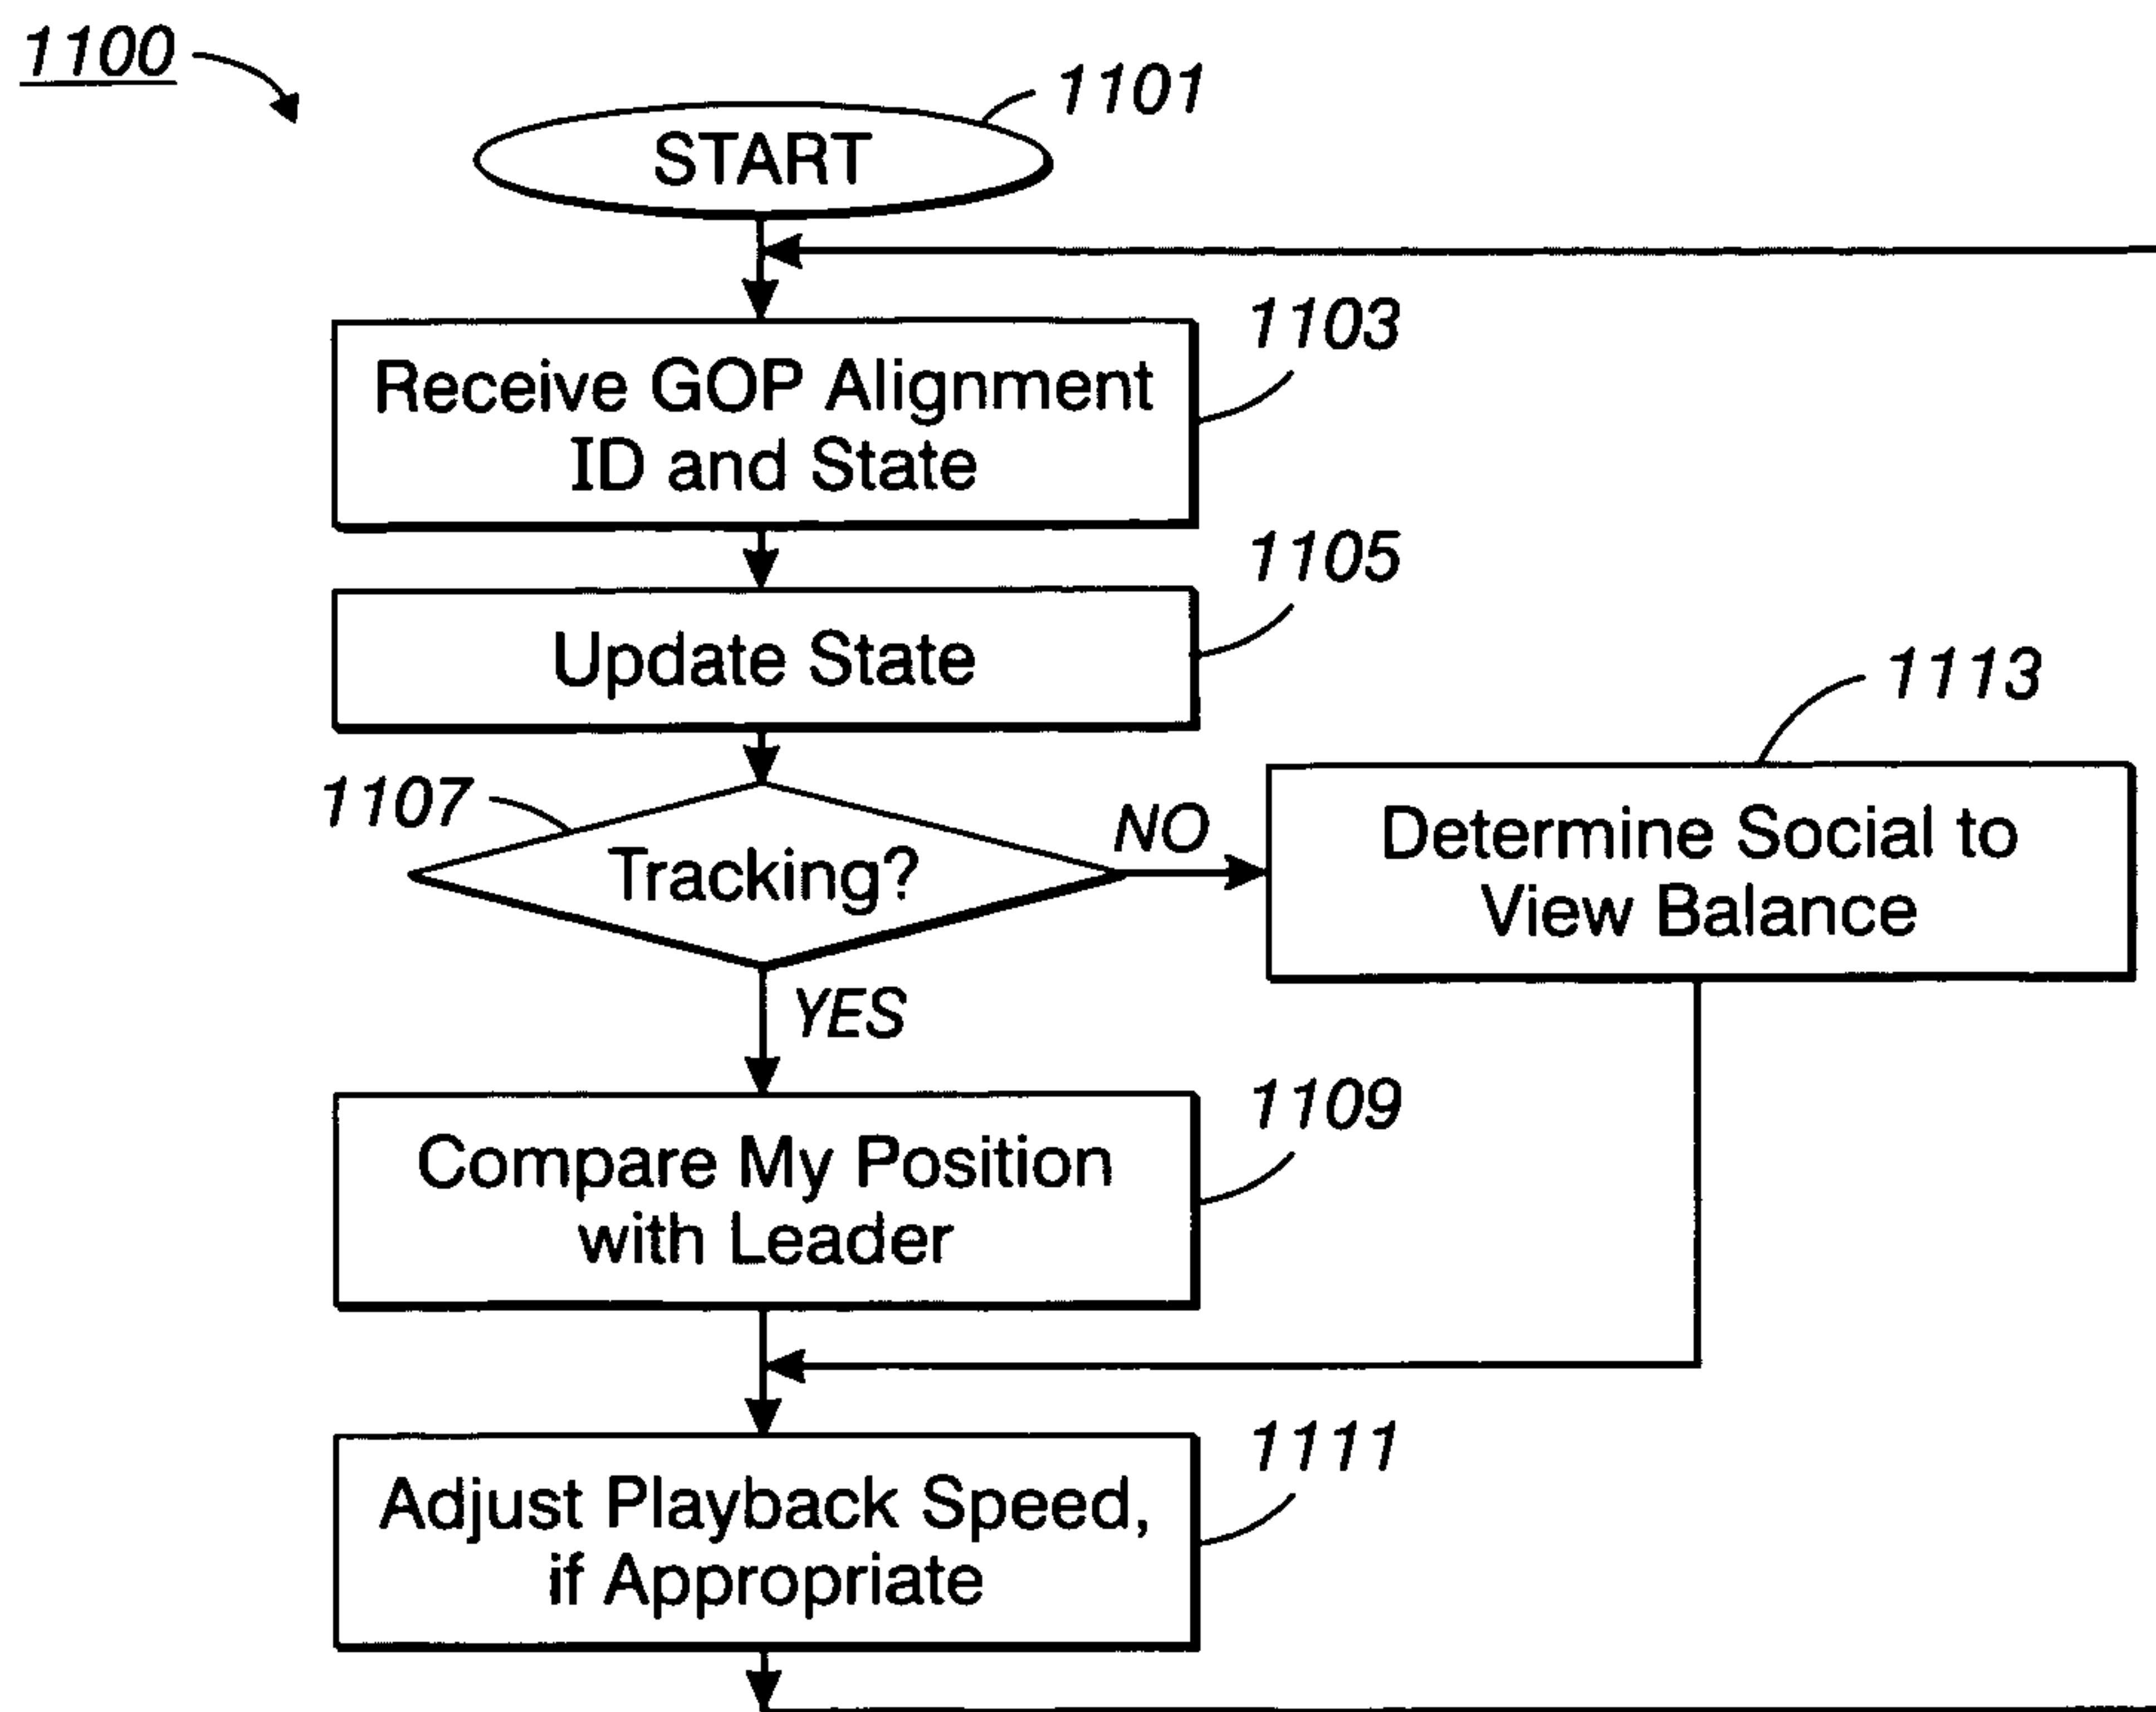 1100
1101
START
1103
Receive GOP Alignment
ID and State
1105
Update State
1113
1107
Tracking?
NO
Determine Social to
View Balance
YES
1109
Compare My Position
with Leader
1111
Adjust Playback Speed,
if Appropriate